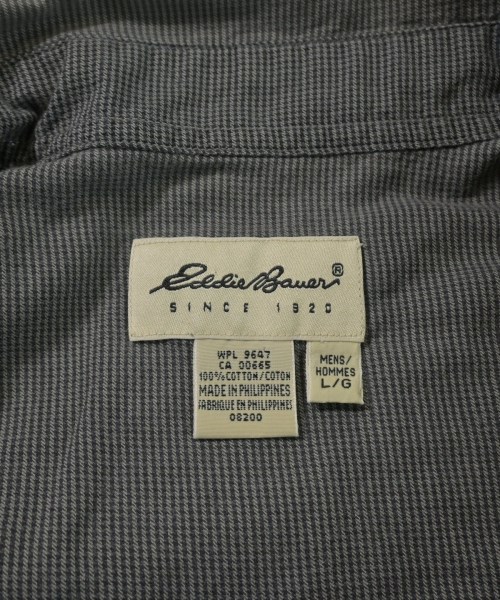 Eddie Bauer®
SINCE 1920
WPL 9647
CA 00665
100% COTTON/COTON
MADE IN PHILIPPINES
FABRIQUE EN PHILIPPINES
08200
MENS/
HOMMES
L/G